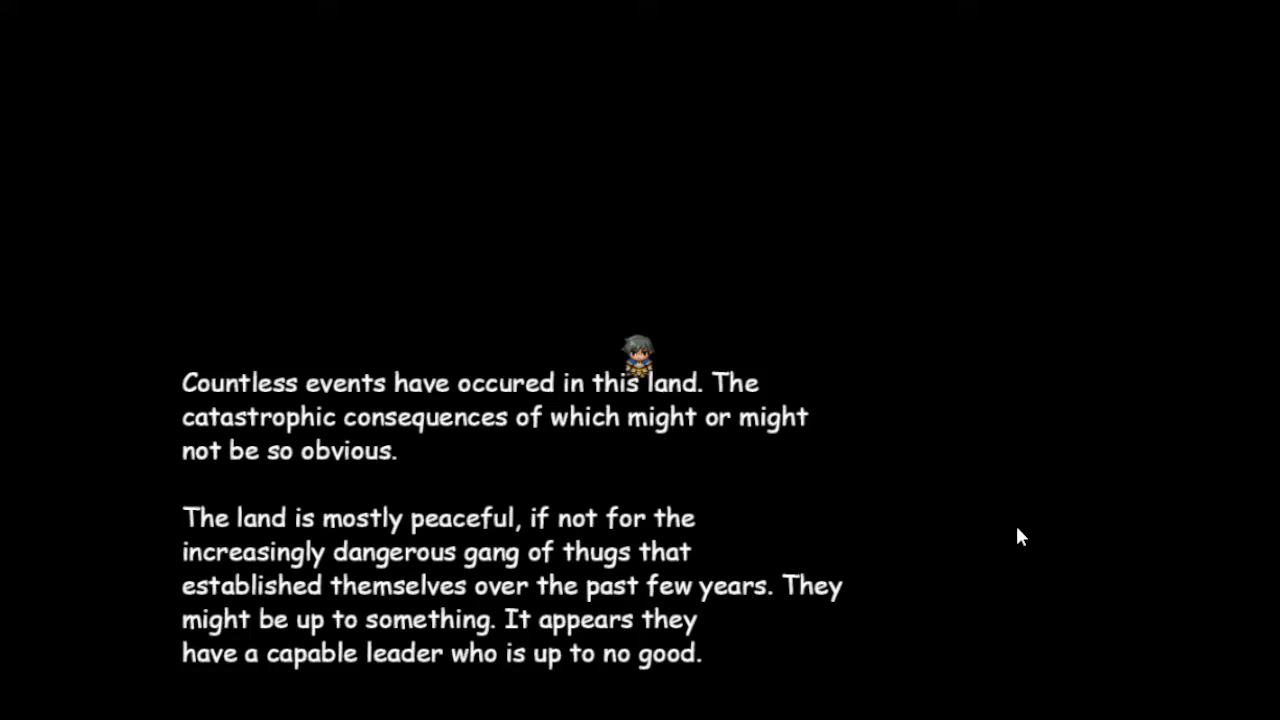 Countless events have occured in this land. The
catastrophic consequences of which might or might
not be so obvious.
The land is mostly peaceful, if not for the
increasingly dangerous gang of thugs that
established themselves over the past few years. They
might be up to something. It appears they
have a capable leader who is up to no good.